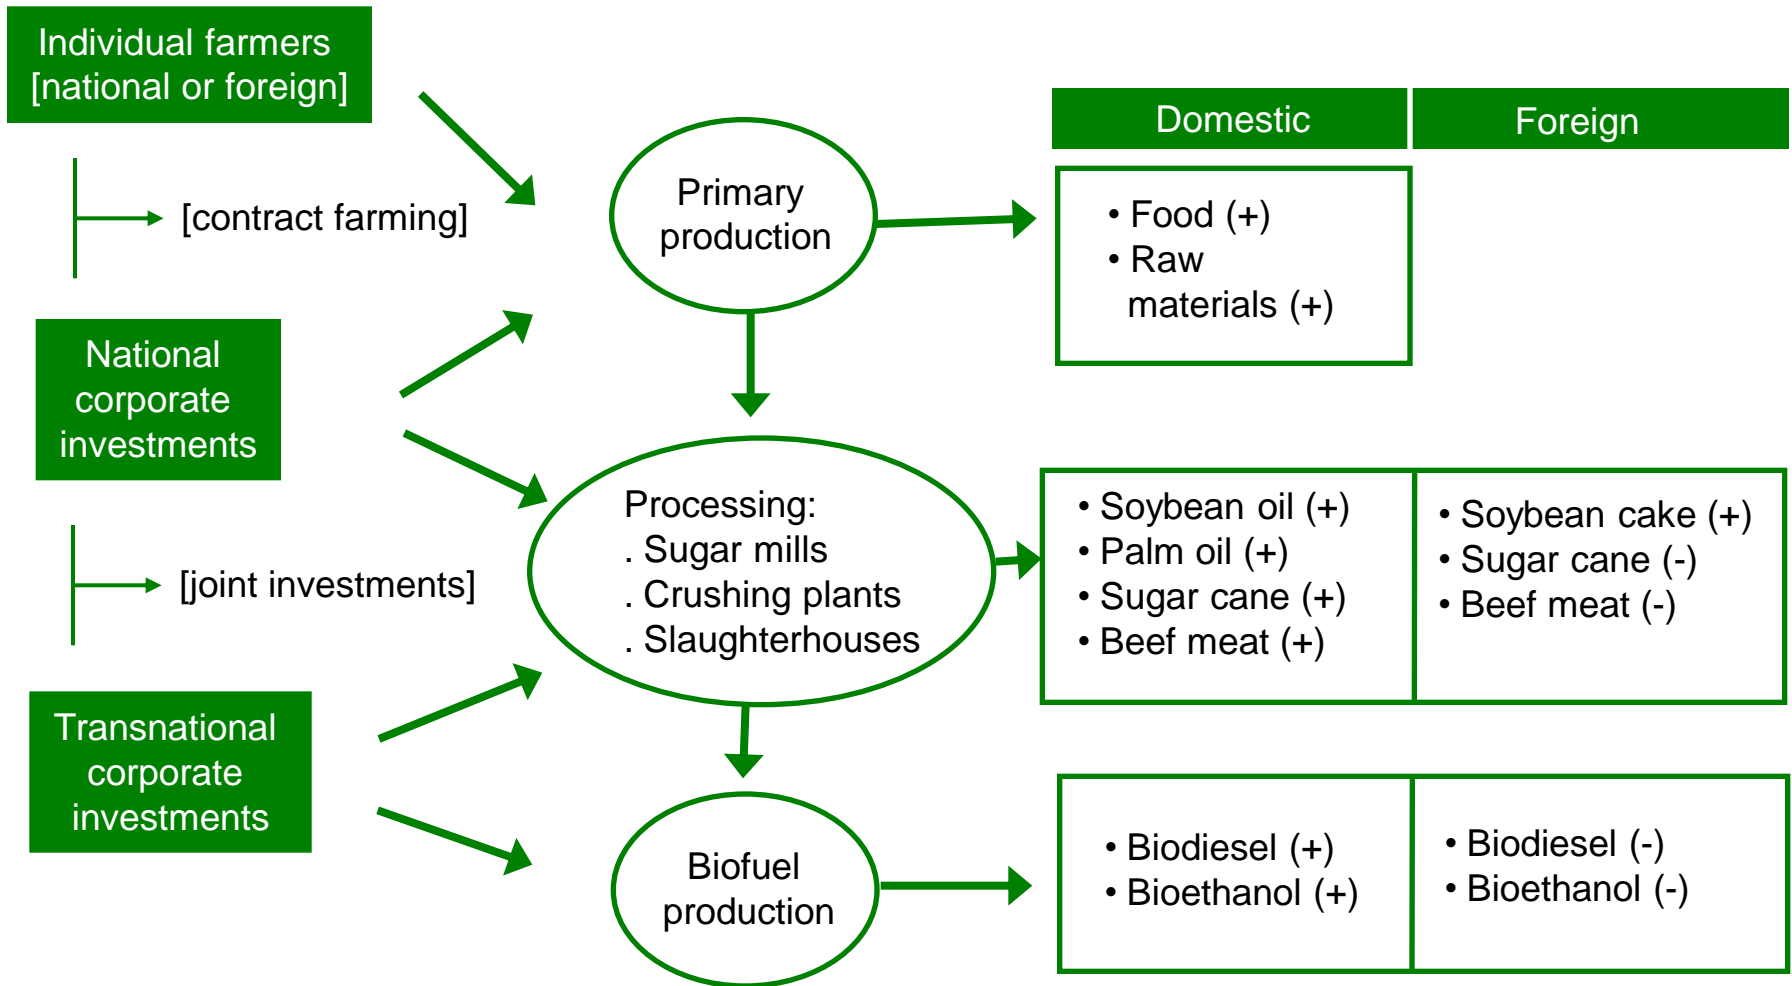 Individual farmers
[national or foreign]
[contract farming]
National
corporate
investments
[joint investments]
Transnational
corporate
investments
Primary
production
Processing:
. Sugar mills
. Crushing plants
. Slaughterhouses
Biofuel
production
Domestic
Foreign
• Food (+)
• Raw
materials (+)
• Soybean oil (+)
• Palm oil (+)
• Sugar cane (+)
• Beef meat (+)
• Soybean cake (+)
• Sugar cane (-)
• Beef meat (-)
• Biodiesel (+)
• Bioethanol (+)
• Biodiesel (-)
• Bioethanol (-)